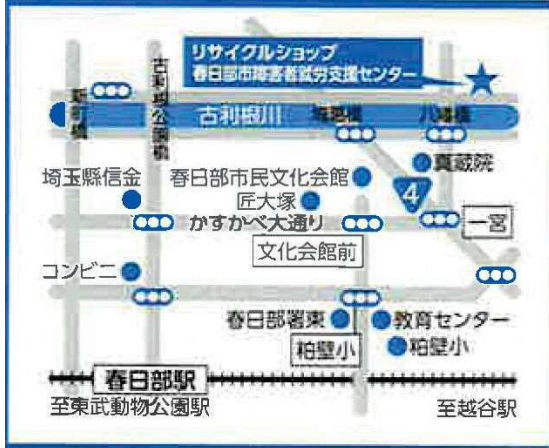 リサイクルショップ
春日部市障害者就労支援センター
新町橋
古利根公園橋
古利根川
八幡橋
埼玉縣信金
春日部市民文化会館
匠大塚
真蔵院
4
かすかべ大通り
一宮
文化会館前
コンビニ
春日部署東
教育センター
粕壁小
粕壁小
春日部駅
至東武動物公園駅
至越谷駅